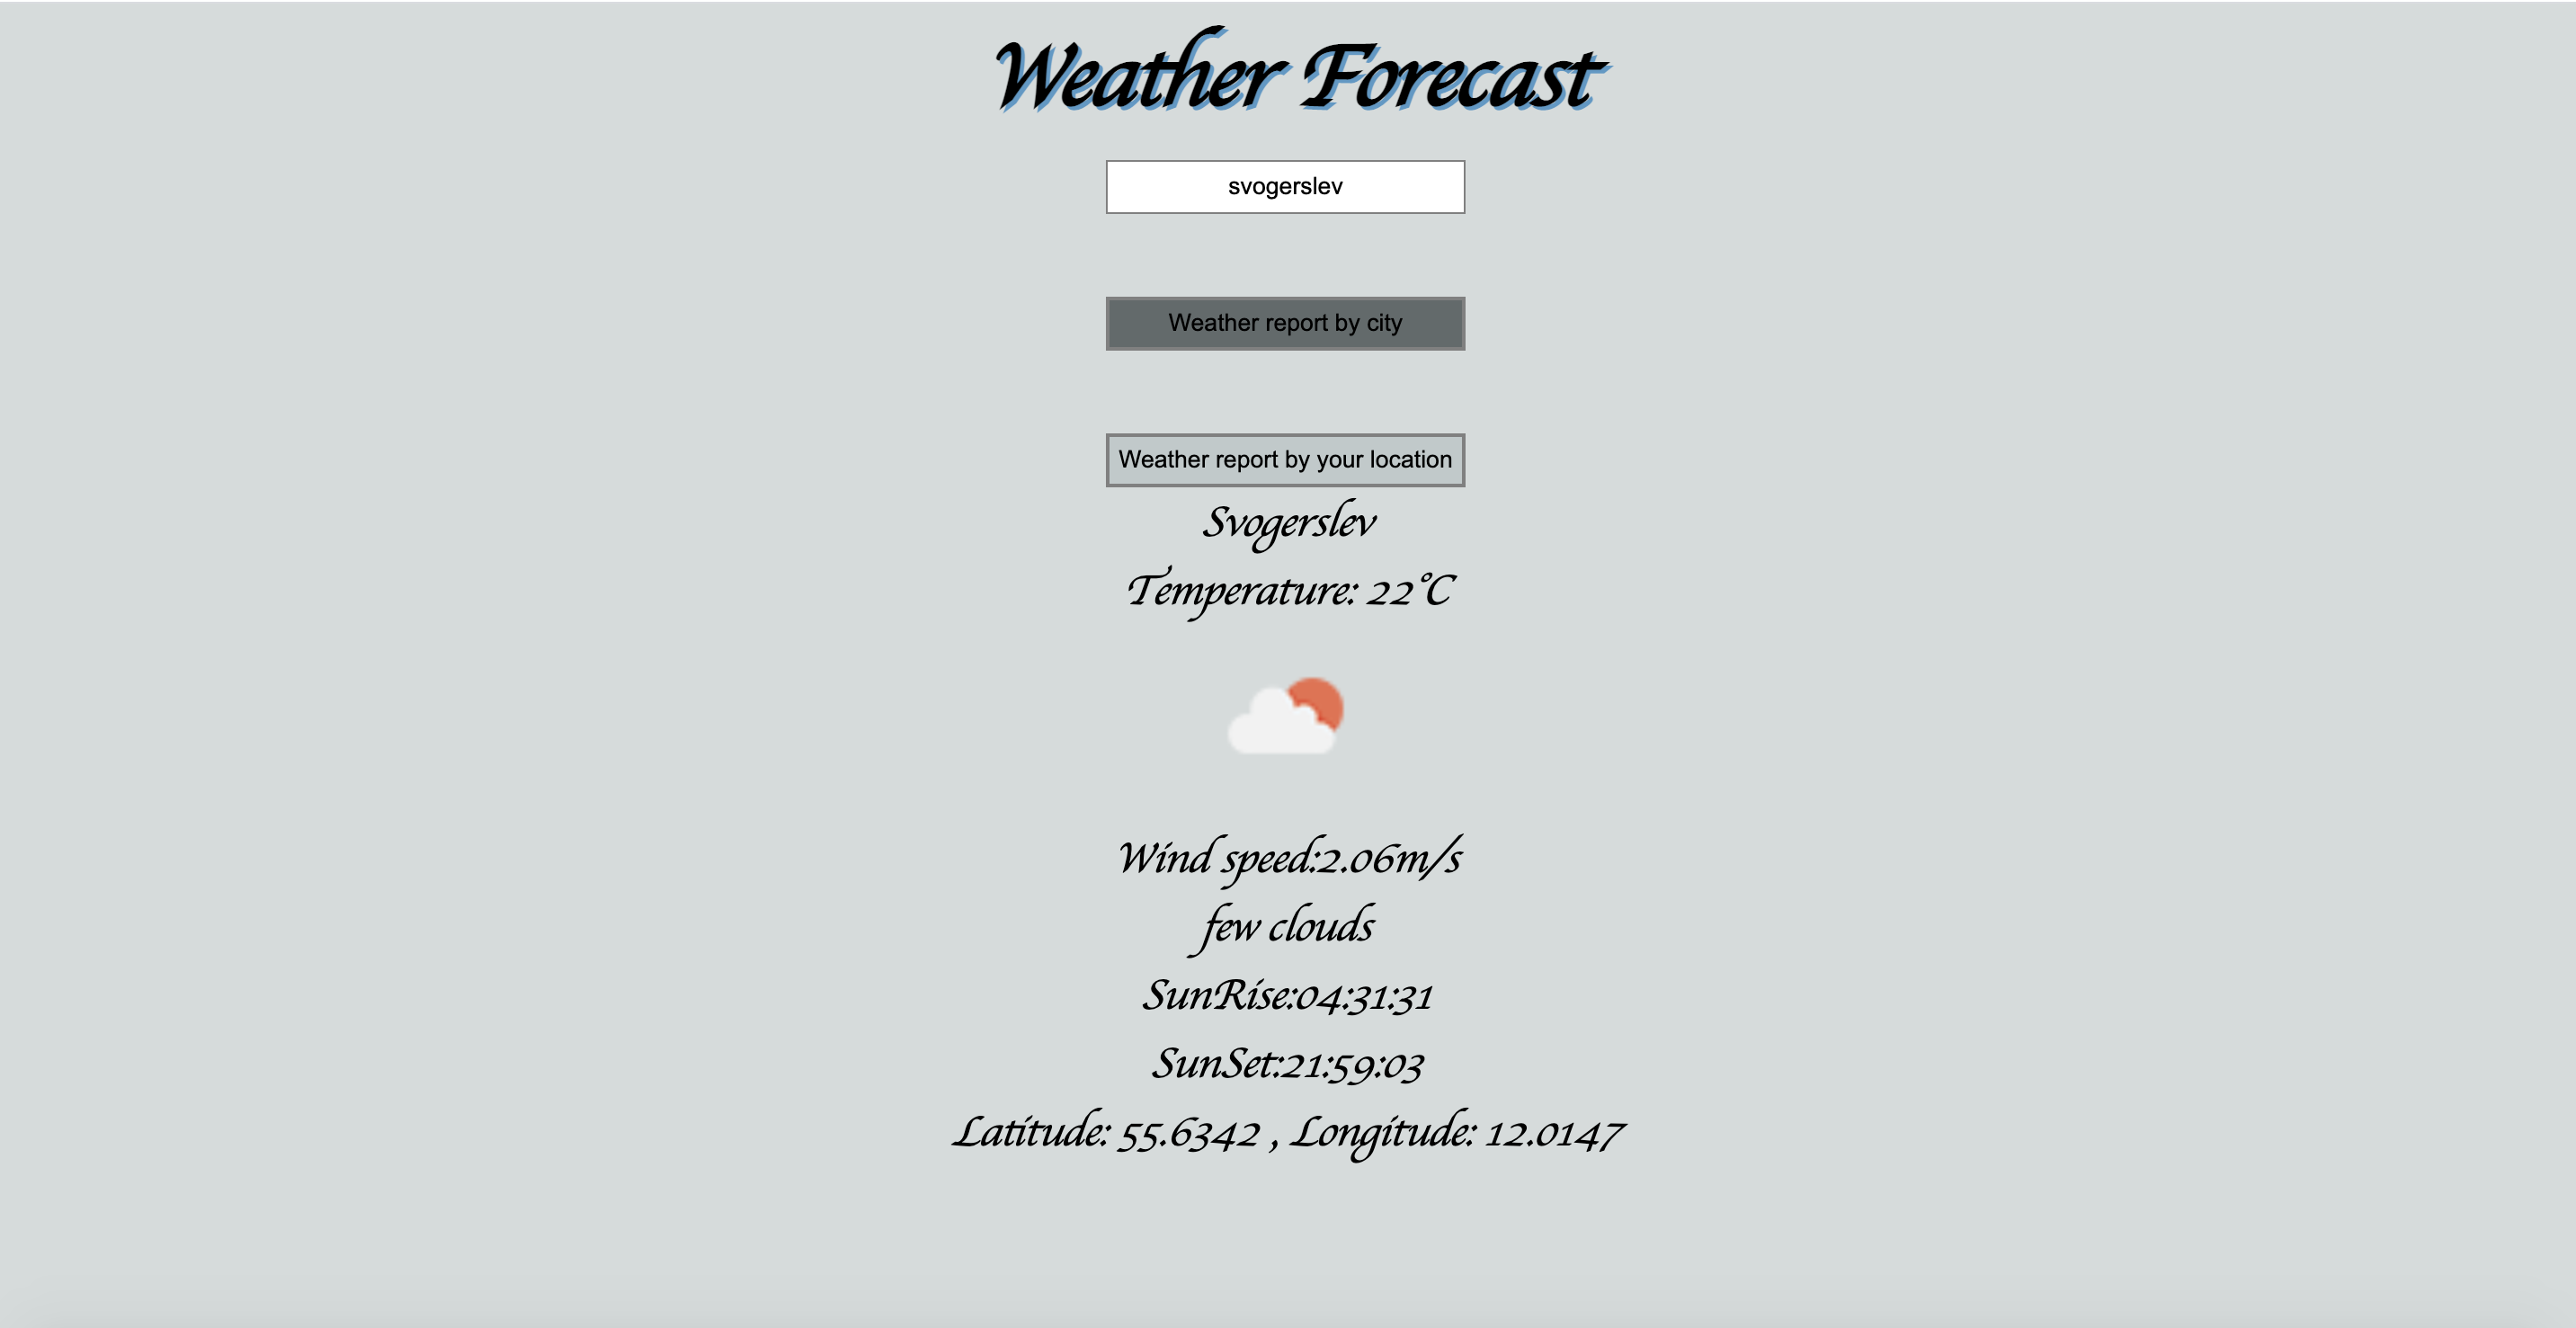 Weather Forecast
svogerslev
Weather report by city
Weather report by your location
Svogerslev
Temperature: 22°C
Wind speed:2.06m/s
few clouds
SunRise:04:31:31
SunSet:21:59:03
Latitude: 55.6342 , Longitude: 12.0147